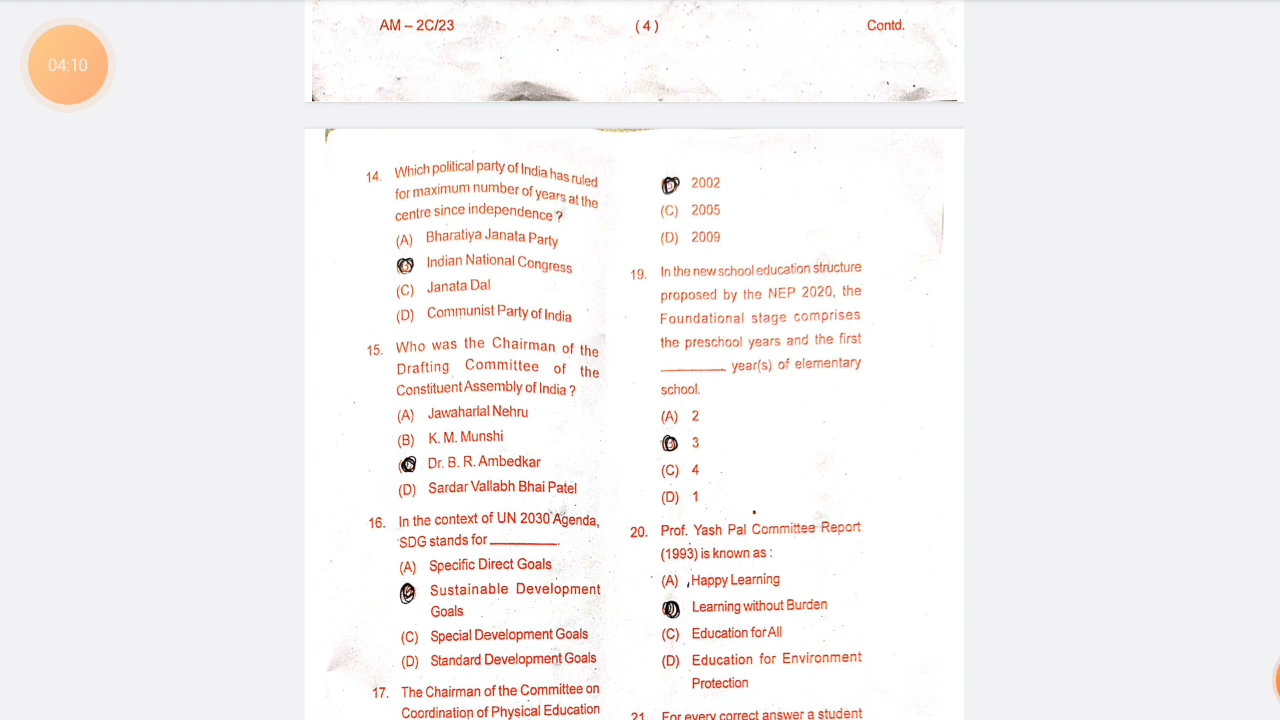 AM – 2C/23 ( 4 ) Contd.
04:10
14. Which political party of India has ruled
for maximum number of years at the
centre since independence ?
(A) Bharatiya Janata Party
Indian National Congress
(C) Janata Dal
(D) Communist Party of India
15. Who was the Chairman of the
Drafting Committee of the
Constituent Assembly of India ?
(A) Jawaharlal Nehru
(B) K. M. Munshi
Dr. B. R. Ambedkar
(D) Sardar Vallabh Bhai Patel
16. In the context of UN 2030 Agenda,
SDG stands for __________.
(A) Specific Direct Goals
Sustainable Development
Goals
(C) Special Development Goals
(D) Standard Development Goals
17. The Chairman of the Committee on
Coordination of Physical Education
2002
(C) 2005
(D) 2009
19. In the new school education structure
proposed by the NEP 2020, the
Foundational stage comprises
the preschool years and the first
__________ year(s) of elementary
school.
(A) 2
3
(C) 4
(D) 1
20. Prof. Yash Pal Committee Report
(1993) is known as :
(A) Happy Learning
Learning without Burden
(C) Education for All
(D) Education for Environment
Protection
21. For every correct answer a student